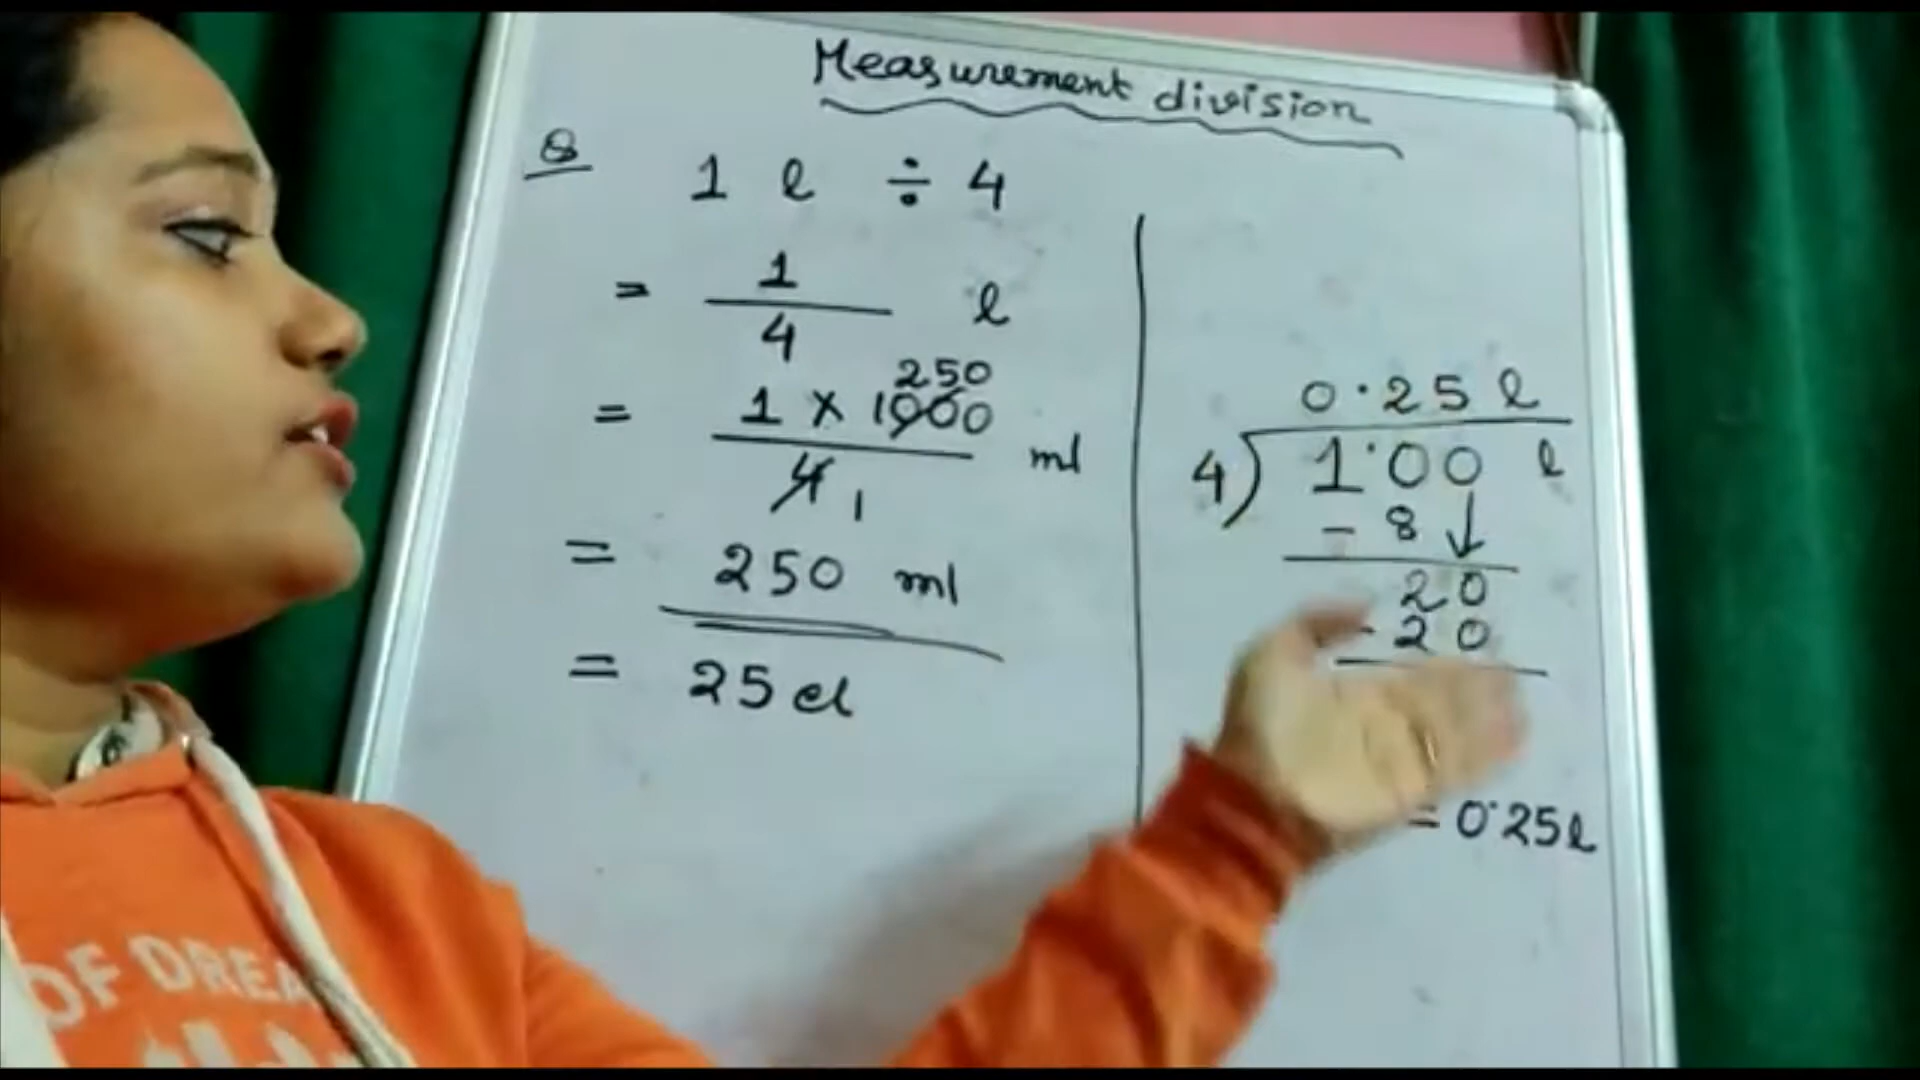 Measurement division
Q 1 l ÷ 4
= 1/4 l
250
= 1 x 1000 / 4 1 ml
= 250 ml
= 25 cl
0.25 l
4) 1.00 l
- 8 ↓
20
- 20
= 0.25 l
OF DREA